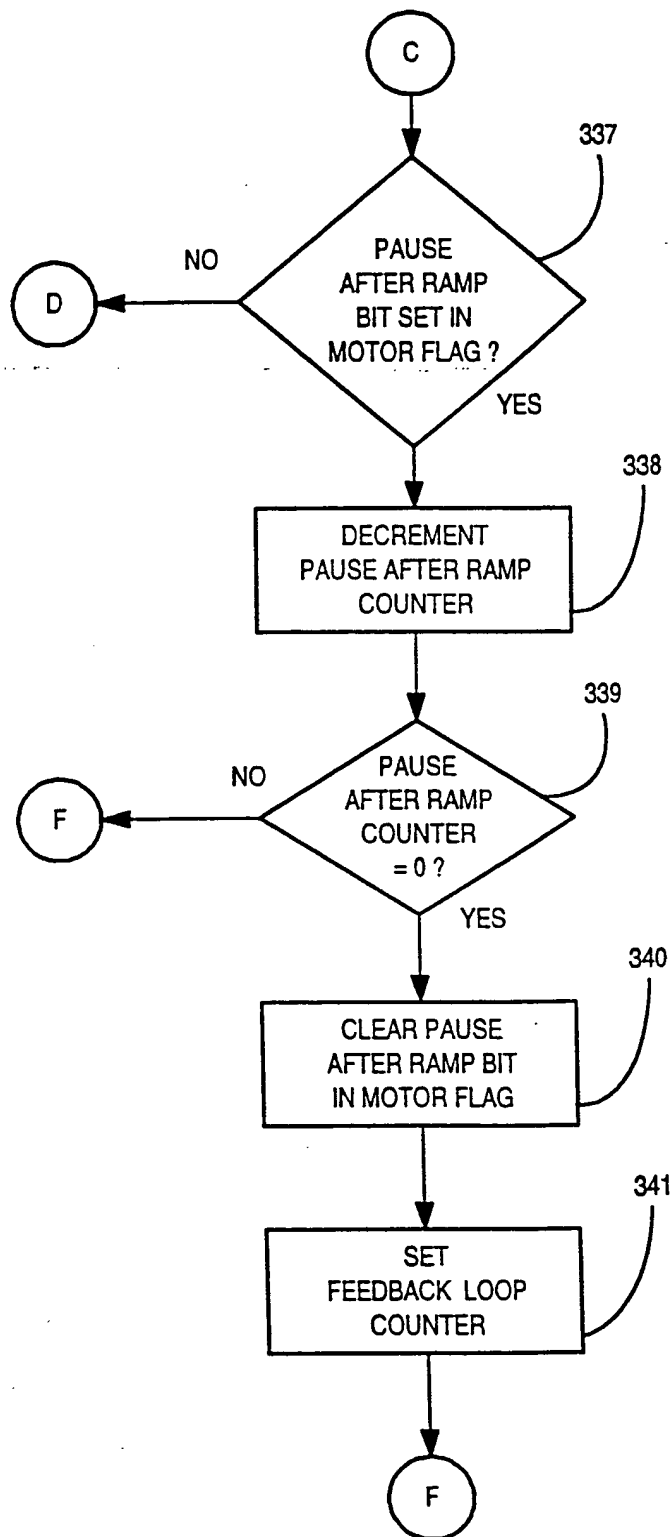 C
337
PAUSE
AFTER RAMP
BIT SET IN
MOTOR FLAG ?
NO
D
YES
338
DECREMENT
PAUSE AFTER RAMP
COUNTER
339
PAUSE
AFTER RAMP
COUNTER
= 0 ?
NO
F
YES
340
CLEAR PAUSE
AFTER RAMP BIT
IN MOTOR FLAG
341
SET
FEEDBACK LOOP
COUNTER
F